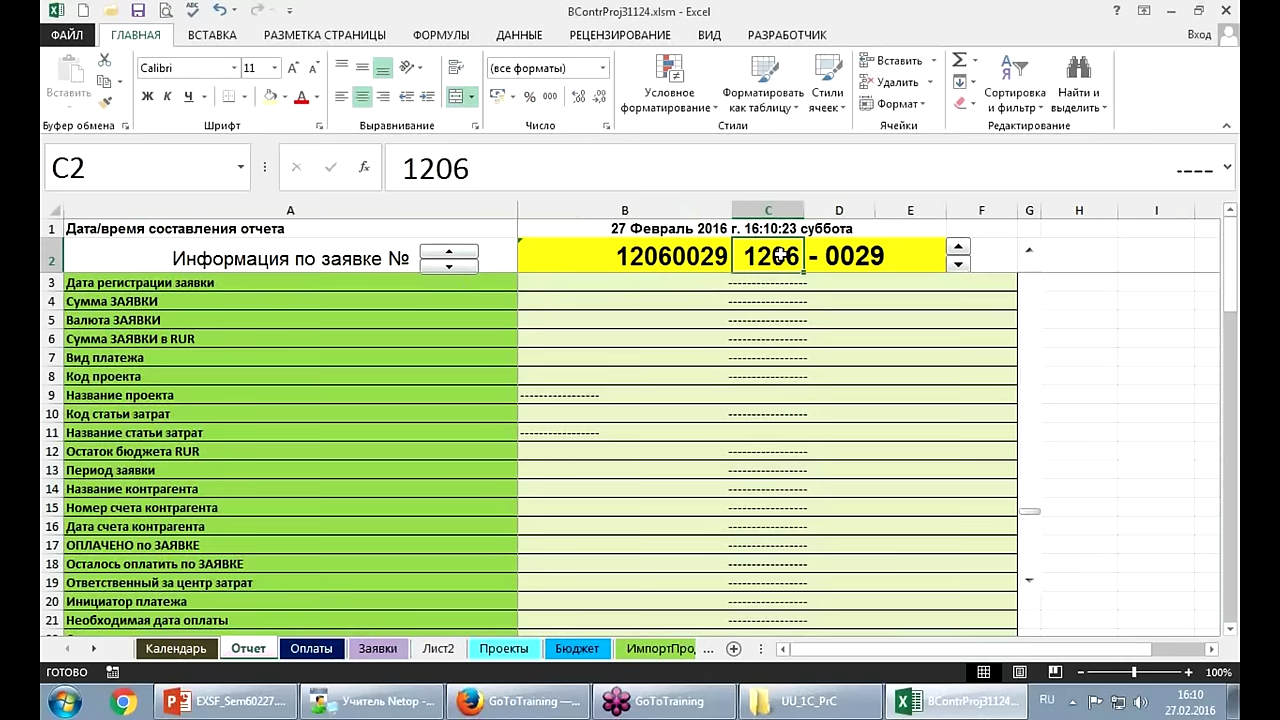 BContrProj31124.xlsm - Excel
ФАЙЛ ГЛАВНАЯ ВСТАВКА РАЗМЕТКА СТРАНИЦЫ ФОРМУЛЫ ДАННЫЕ РЕЦЕНЗИРОВАНИЕ ВИД РАЗРАБОТЧИК Вход
Calibri 11 (все форматы)
Вставить
Ж К Ч
Условное форматирование
Форматировать как таблицу
Стили ячеек
Вставить
Удалить
Формат
Сортировка и фильтр
Найти и выделить
Буфер обмена Шрифт Выравнивание Число Стили Ячейки Редактирование
C2 fx 1206 ----
A B C D E F G H I
1 Дата/время составления отчета 27 Февраль 2016 г. 16:10:23 суббота
2 Информация по заявке № 12060029 1206 - 0029
3 Дата регистрации заявки -----------------
4 Сумма ЗАЯВКИ -----------------
5 Валюта ЗАЯВКИ -----------------
6 Сумма ЗАЯВКИ в RUR -----------------
7 Вид платежа -----------------
8 Код проекта -----------------
9 Название проекта -----------------
10 Код статьи затрат -----------------
11 Название статьи затрат -----------------
12 Остаток бюджета RUR -----------------
13 Период заявки -----------------
14 Название контрагента -----------------
15 Номер счета контрагента -----------------
16 Дата счета контрагента -----------------
17 ОПЛАЧЕНО по ЗАЯВКЕ -----------------
18 Осталось оплатить по ЗАЯВКЕ -----------------
19 Ответственный за центр затрат -----------------
20 Инициатор платежа -----------------
21 Необходимая дата оплаты -----------------
Календарь Отчет Оплаты Заявки Лист2 Проекты Бюджет ИмпортПро, ...
ГОТОВО 100%
EXSF_Sem60227.... Учитель Netop -... GoToTraining —... GoToTraining UU_1C_PrC BContrProj31124.... RU 16:10
27.02.2016